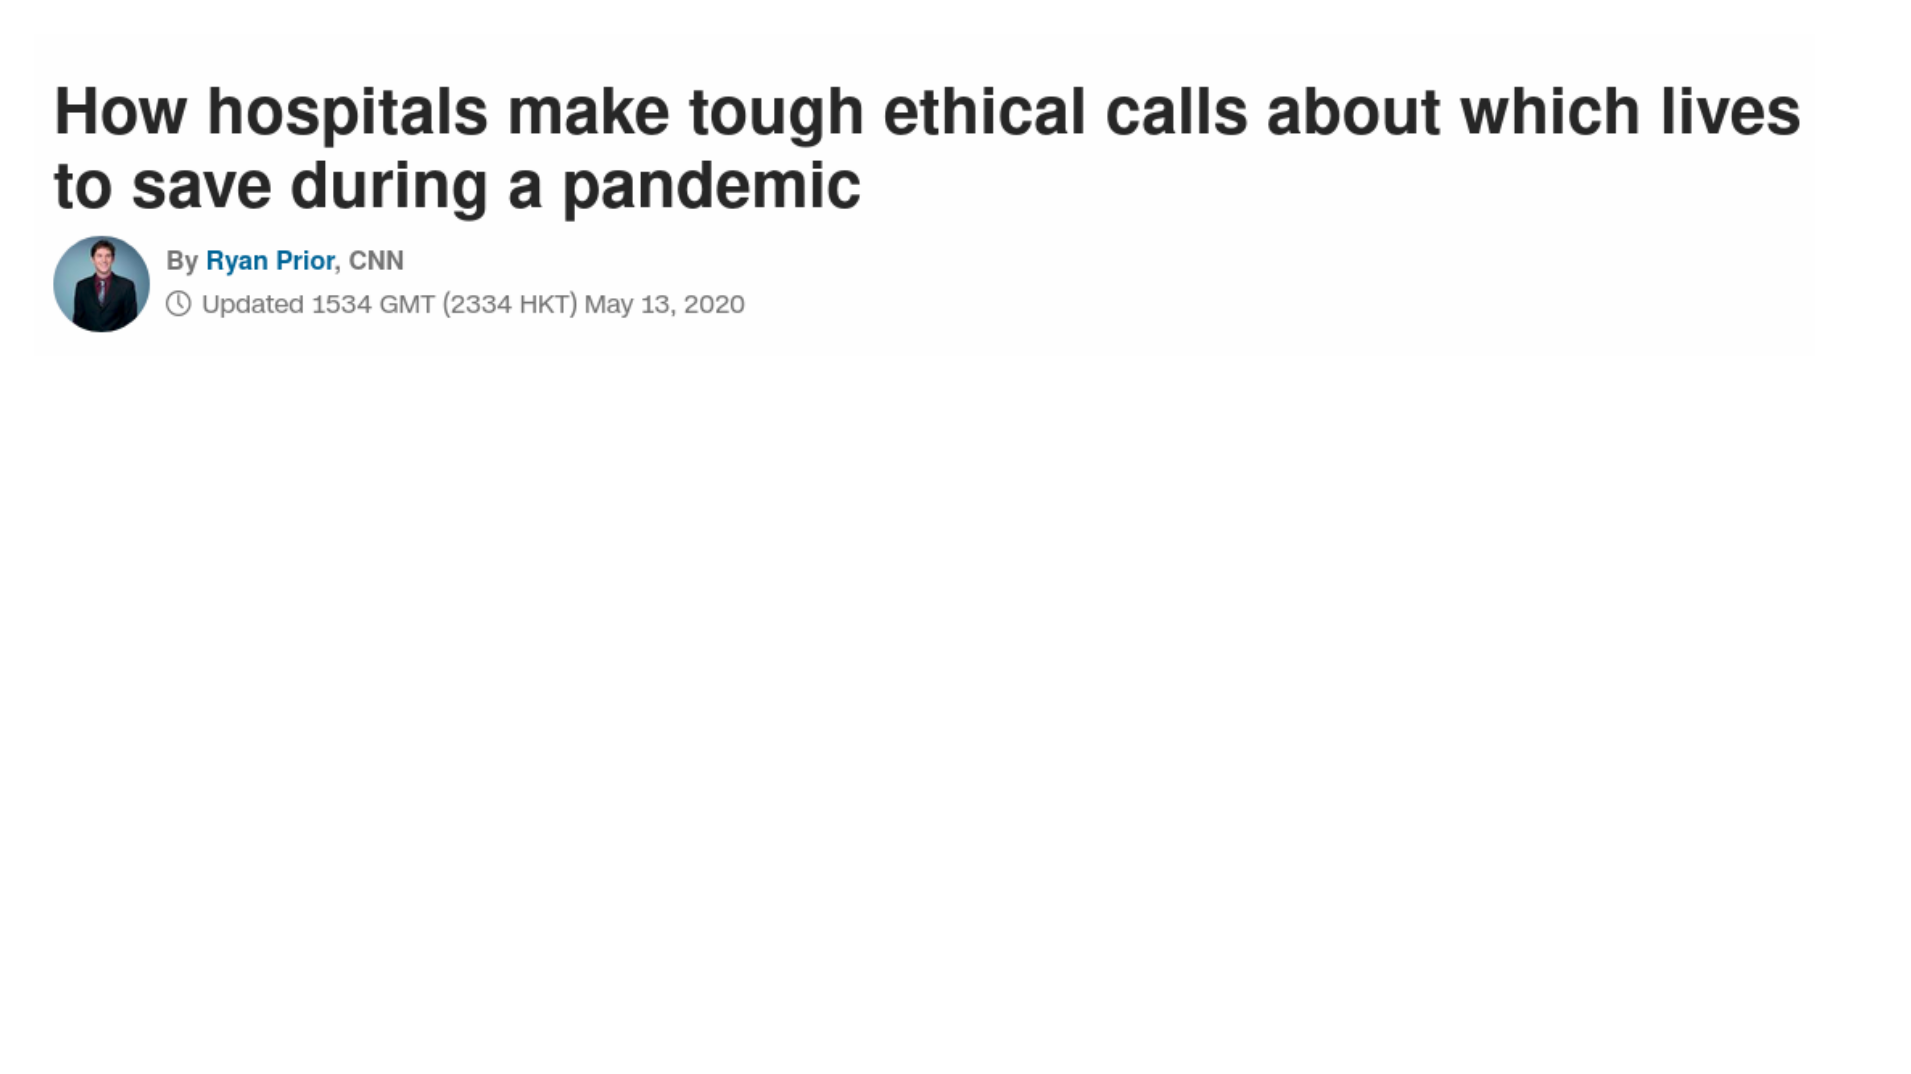 How hospitals make tough ethical calls about which lives
to save during a pandemic
By Ryan Prior, CNN
Updated 1534 GMT (2334 HKT) May 13, 2020